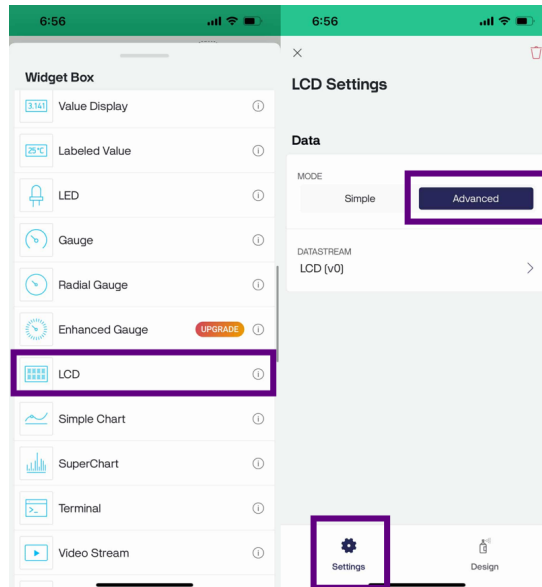 6:56
Widget Box
3.141 Value Display
25°C Labeled Value
LED
Gauge
Radial Gauge
Enhanced Gauge UPGRADE
LCD
Simple Chart
SuperChart
Terminal
Video Stream
6:56
LCD Settings
Data
MODE
Simple Advanced
DATASTREAM
LCD (v0)
Settings Design